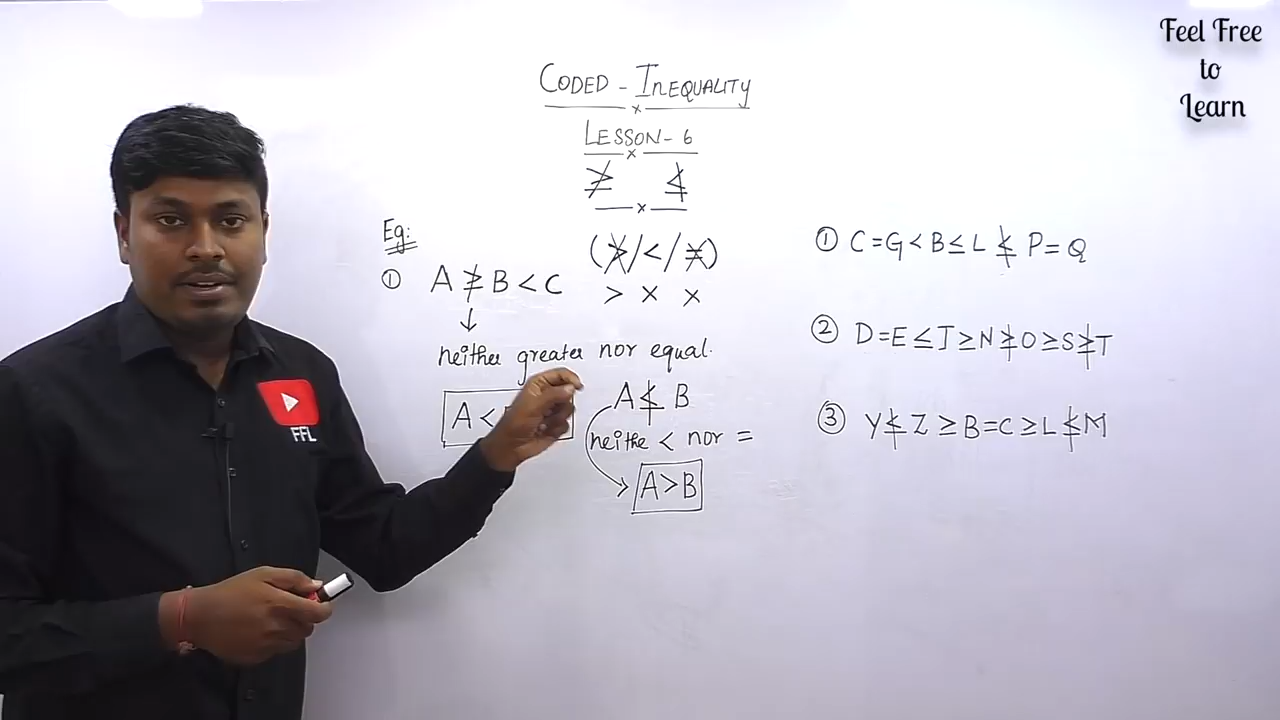 Feel Free
to
Learn
CODED - INEQUALITY
x
LESSON - 6
x
≱ ≰
x
Eg:
① A ≱ B < C
(≯/</≠)
> x x
↓
neither greater nor equal.
A <
A ≰ B
neithe < nor =
A > B
① C = G < B ≤ L ≰ P = Q
② D = E ≤ J ≥ N ≱ O ≥ S ≱ T
③ Y ≰ Z ≥ B = C ≥ L ≰ M
FFL